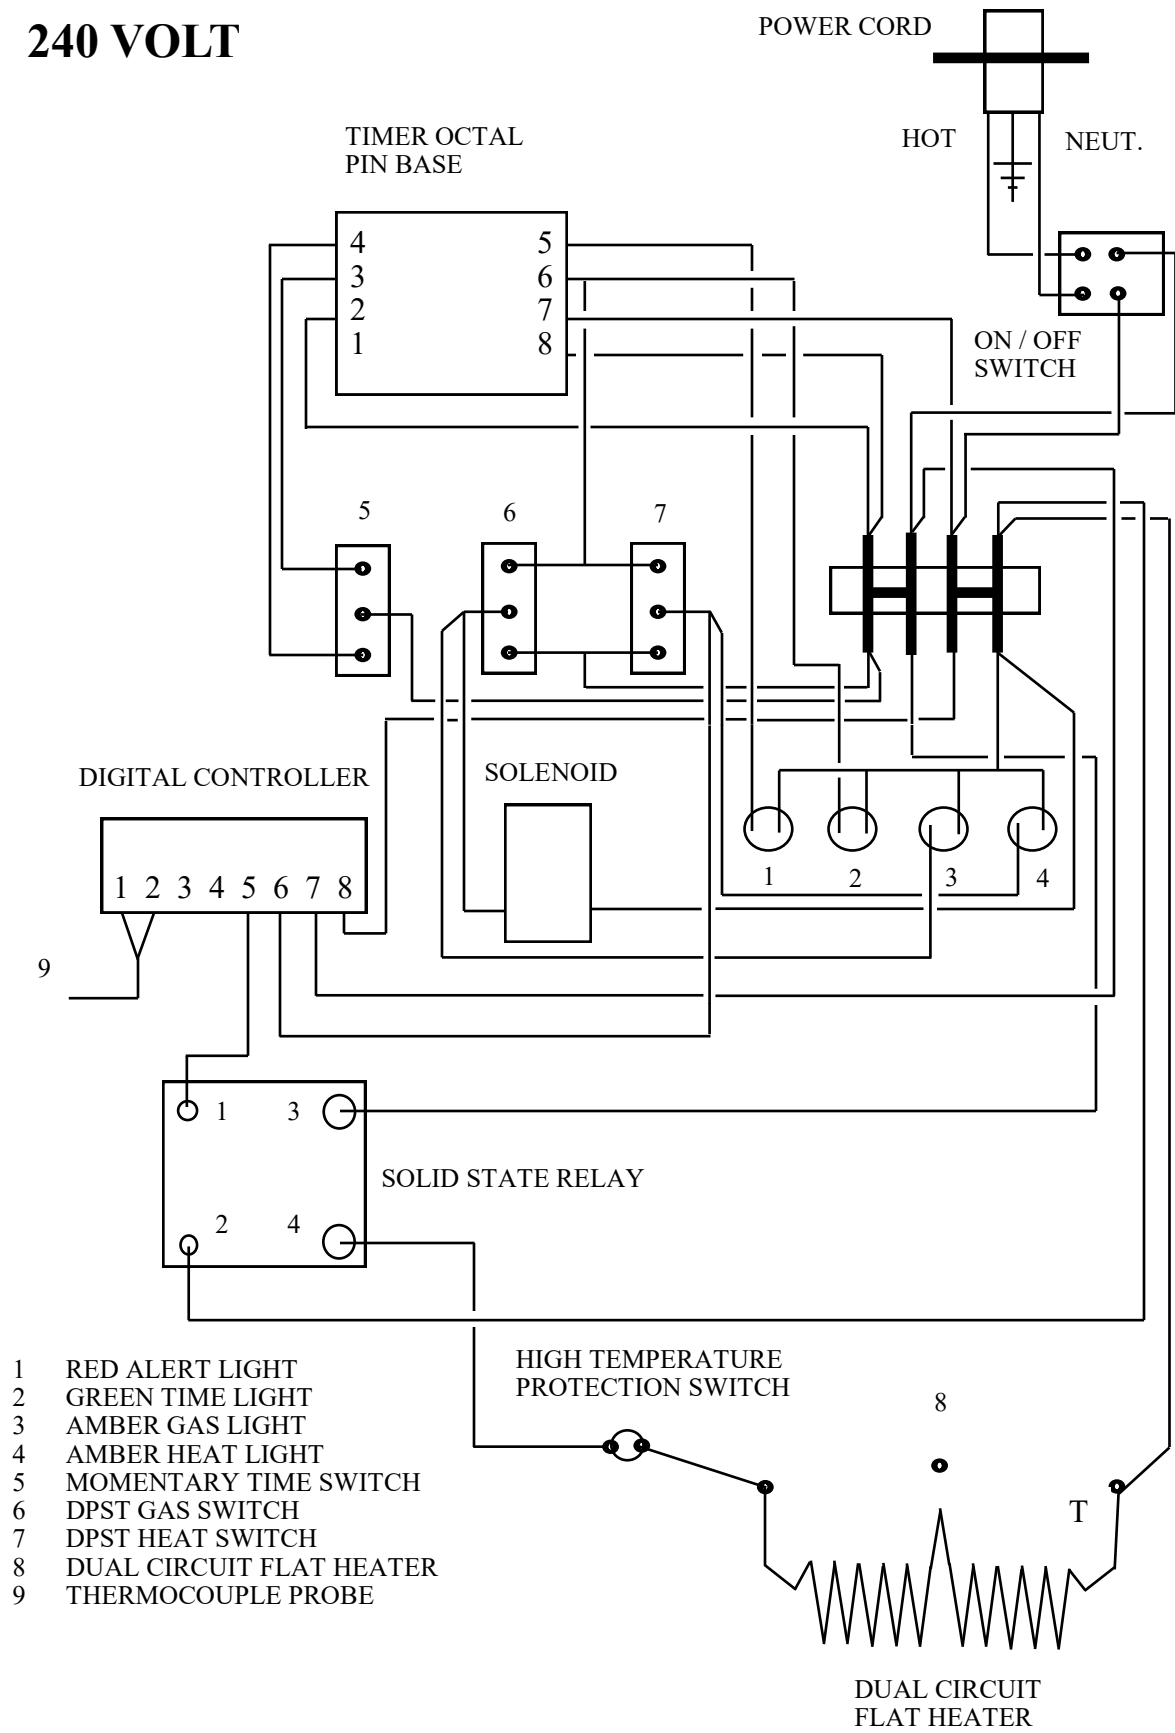 240 VOLT
POWER CORD
HOT
NEUT.
TIMER OCTAL
PIN BASE
4 5
3 6
2 7
1 8
ON / OFF
SWITCH
5 6 7
DIGITAL CONTROLLER
SOLENOID
1 2 3 4 5 6 7 8
1 2 3 4
9
1 3
SOLID STATE RELAY
2 4
HIGH TEMPERATURE
PROTECTION SWITCH
8
T
DUAL CIRCUIT
FLAT HEATER
1 RED ALERT LIGHT
2 GREEN TIME LIGHT
3 AMBER GAS LIGHT
4 AMBER HEAT LIGHT
5 MOMENTARY TIME SWITCH
6 DPST GAS SWITCH
7 DPST HEAT SWITCH
8 DUAL CIRCUIT FLAT HEATER
9 THERMOCOUPLE PROBE